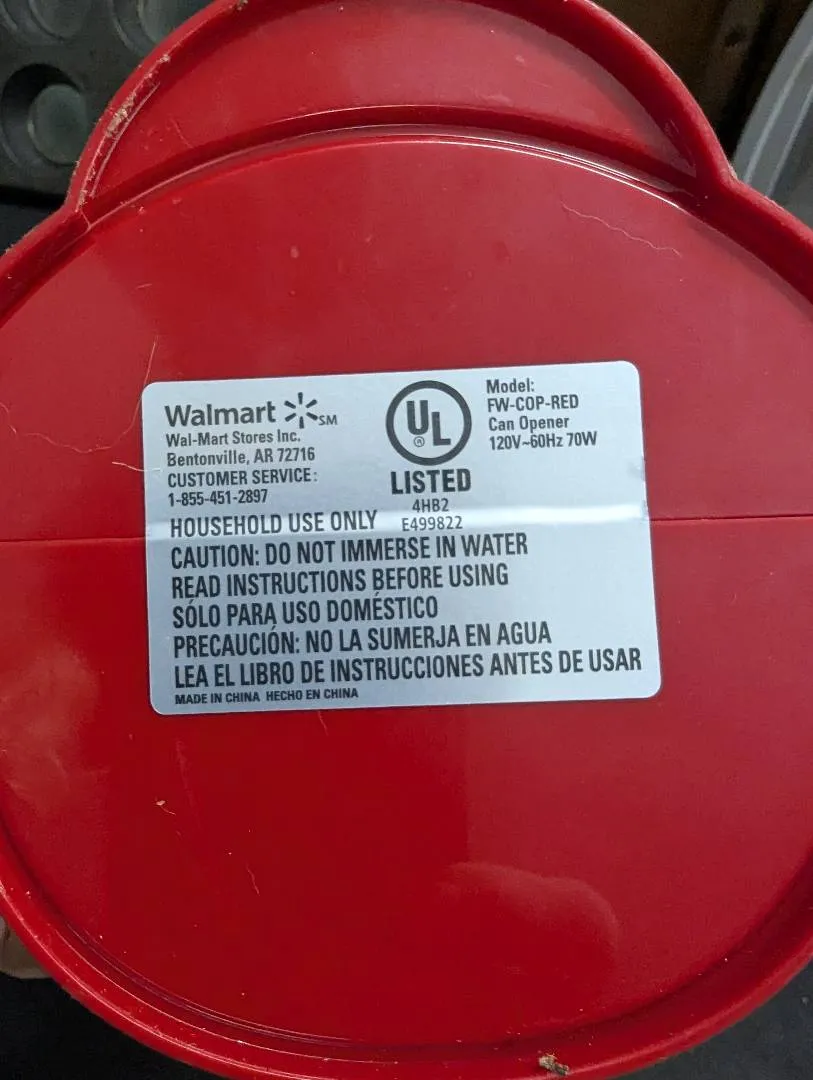 Walmart SM
Wal-Mart Stores Inc.
Bentonville, AR 72716
CUSTOMER SERVICE:
1-855-451-2897
UL ®
LISTED
4HB2
E499822
Model:
FW-COP-RED
Can Opener
120V~60Hz 70W
HOUSEHOLD USE ONLY
CAUTION: DO NOT IMMERSE IN WATER
READ INSTRUCTIONS BEFORE USING
SÓLO PARA USO DOMÉSTICO
PRECAUCIÓN: NO LA SUMERJA EN AGUA
LEA EL LIBRO DE INSTRUCCIONES ANTES DE USAR
MADE IN CHINA HECHO EN CHINA